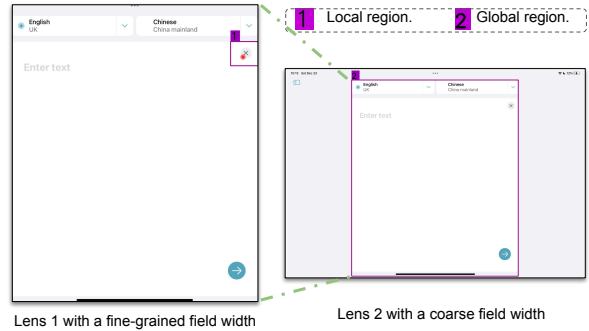 1 Local region.
2 Global region.
English
UK
Chinese
China mainland
1
Enter text
2
English
UK
Chinese
China mainland
Enter text
Lens 1 with a fine-grained field width
Lens 2 with a coarse field width